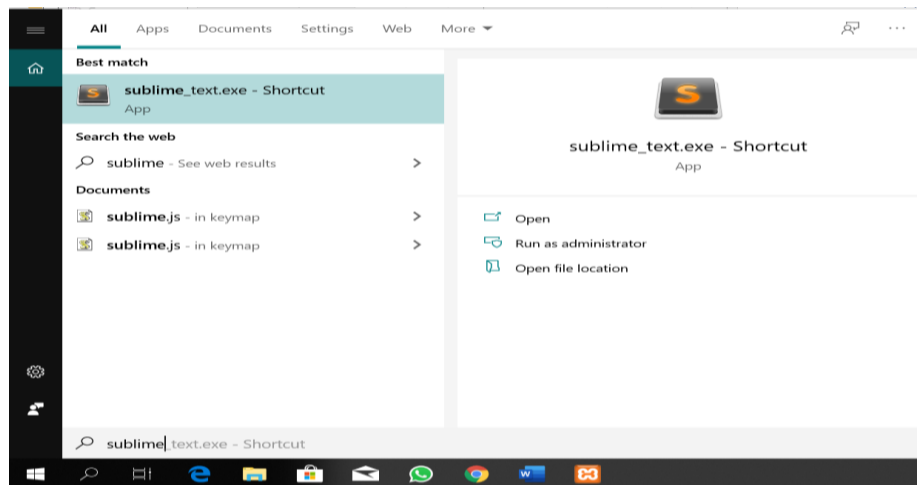 All Apps Documents Settings Web More
Best match
sublime_text.exe - Shortcut
App
Search the web
sublime - See web results
Documents
sublime.js - in keymap
sublime.js - in keymap
sublime_text.exe - Shortcut
App
Open
Run as administrator
Open file location
sublime_text.exe - Shortcut